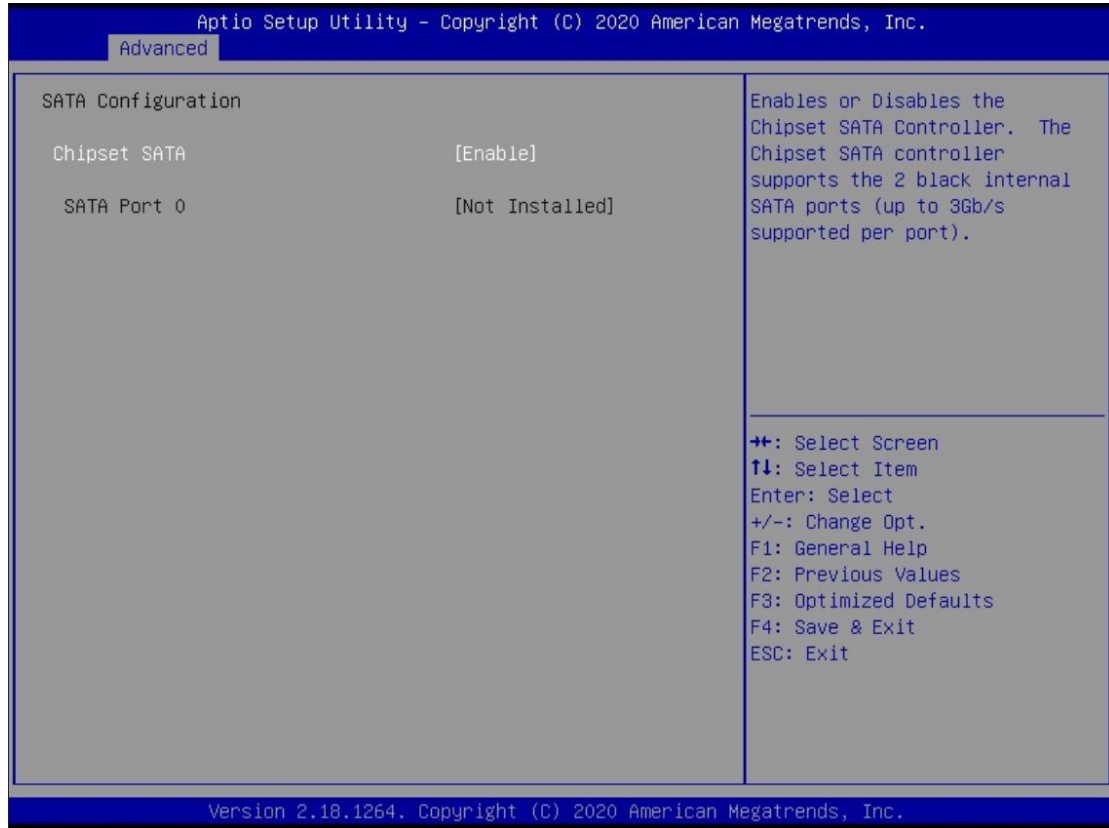 Aptio Setup Utility – Copyright (C) 2020 American Megatrends, Inc.
Advanced
SATA Configuration
Chipset SATA [Enable]
SATA Port 0 [Not Installed]
Enables or Disables the
Chipset SATA Controller.  The
Chipset SATA controller
supports the 2 black internal
SATA ports (up to 3Gb/s
supported per port).
→←: Select Screen
↑↓: Select Item
Enter: Select
+/-: Change Opt.
F1: General Help
F2: Previous Values
F3: Optimized Defaults
F4: Save & Exit
ESC: Exit
Version 2.18.1264. Copyright (C) 2020 American Megatrends, Inc.